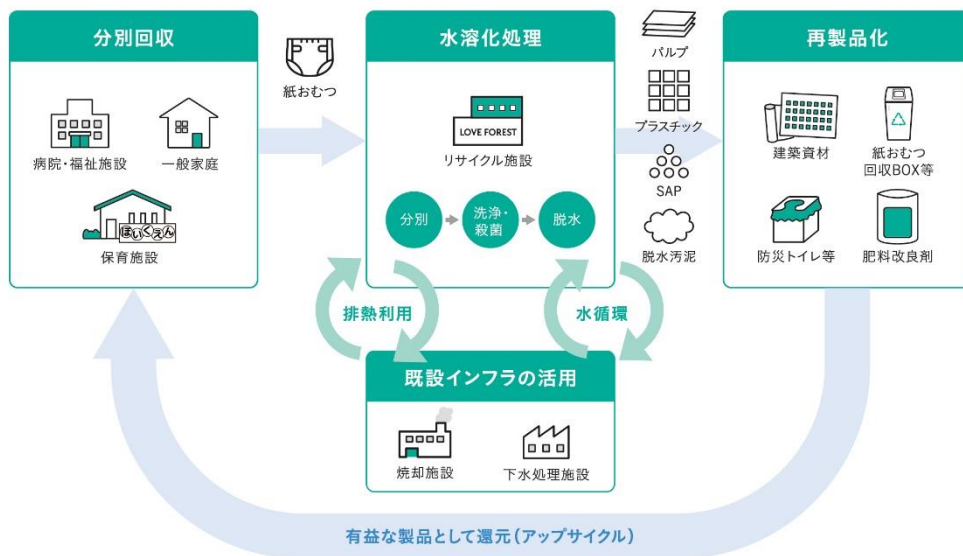 分別回収
病院・福祉施設
一般家庭
ほいくえん
保育施設
紙おむつ
水溶化処理
LOVE FOREST
リサイクル施設
分別
洗浄・
殺菌
脱水
パルプ
プラスチック
SAP
脱水汚泥
再製品化
建築資材
紙おむつ
回収BOX等
防災トイレ等
肥料改良剤
排熱利用
水循環
既設インフラの活用
焼却施設
下水処理施設
有益な製品として還元（アップサイクル）